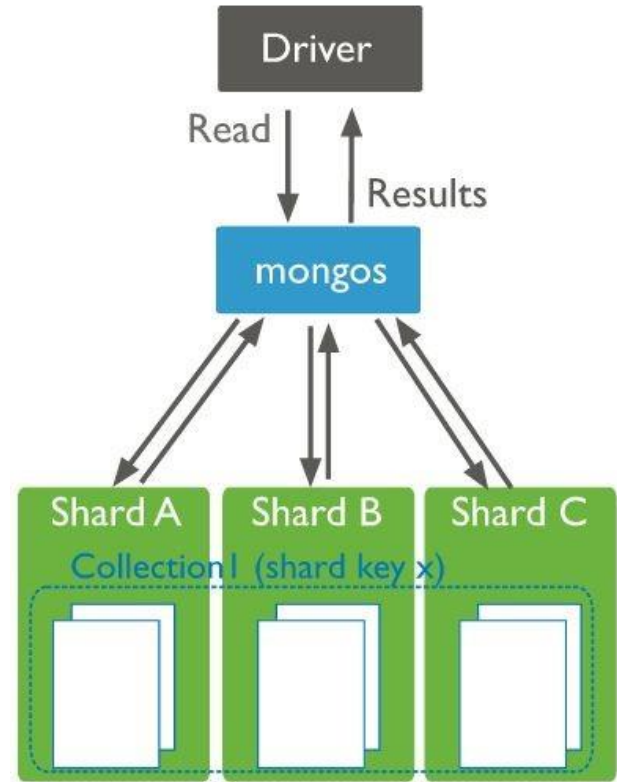 Driver
Read
Results
mongos
Shard A
Shard B
Shard C
Collection1 (shard key x)